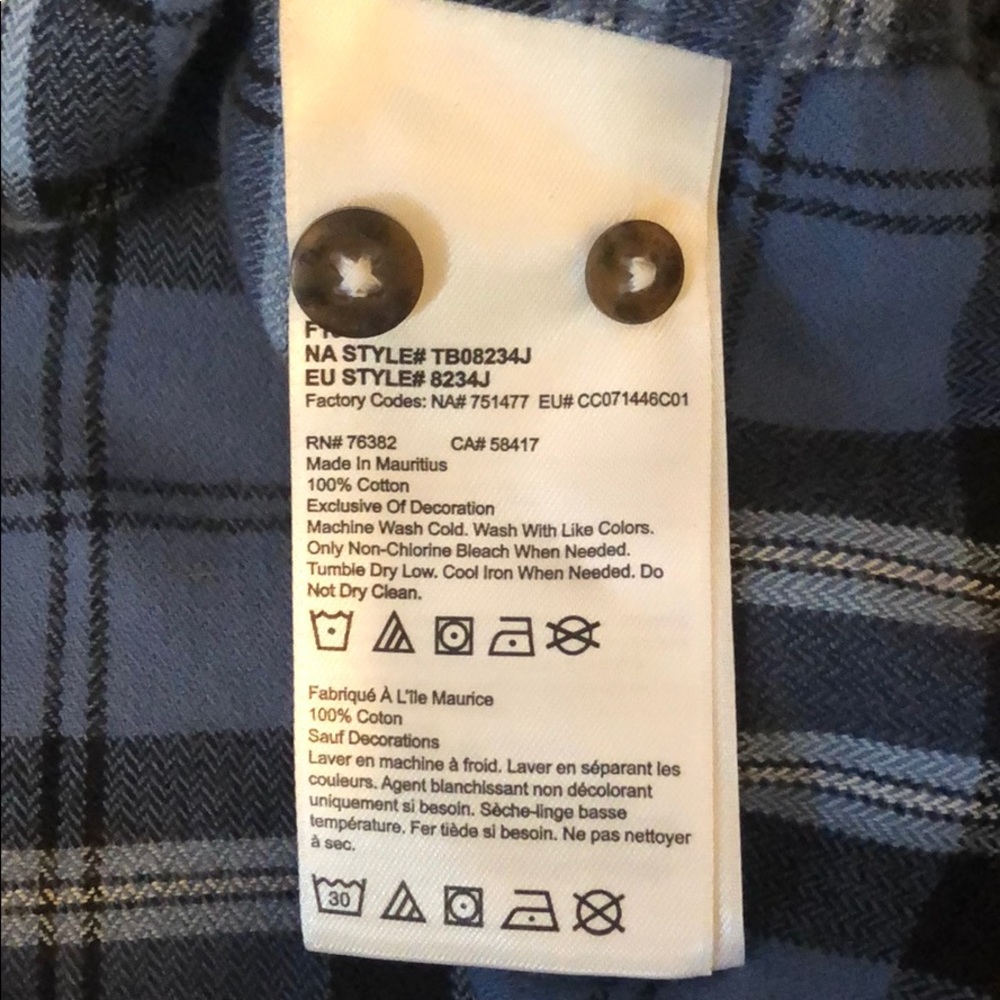 NA STYLE# TB08234J
EU STYLE# 8234J
Factory Codes: NA# 751477 EU# CC071446C01
RN# 76382 CA# 58417
Made In Mauritius
100% Cotton
Exclusive Of Decoration
Machine Wash Cold. Wash With Like Colors.
Only Non-Chlorine Bleach When Needed.
Tumble Dry Low. Cool Iron When Needed. Do
Not Dry Clean.
Fabriqué À L'île Maurice
100% Coton
Sauf Decorations
Laver en machine à froid. Laver en séparant les
couleurs. Agent blanchissant non décolorant
uniquement si besoin. Sèche-linge basse
température. Fer tiède si besoin. Ne pas nettoyer
à sec.
30